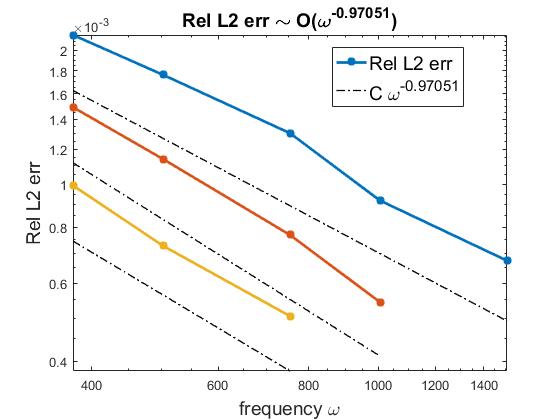 Rel L2 err ∼ O(ω^-0.97051)
×10^-3
2
1.8
1.6
1.4
1.2
1
0.8
0.6
0.4
Rel L2 err
Rel L2 err
C ω^-0.97051
400 600 800 1000 1200 1400
frequency ω